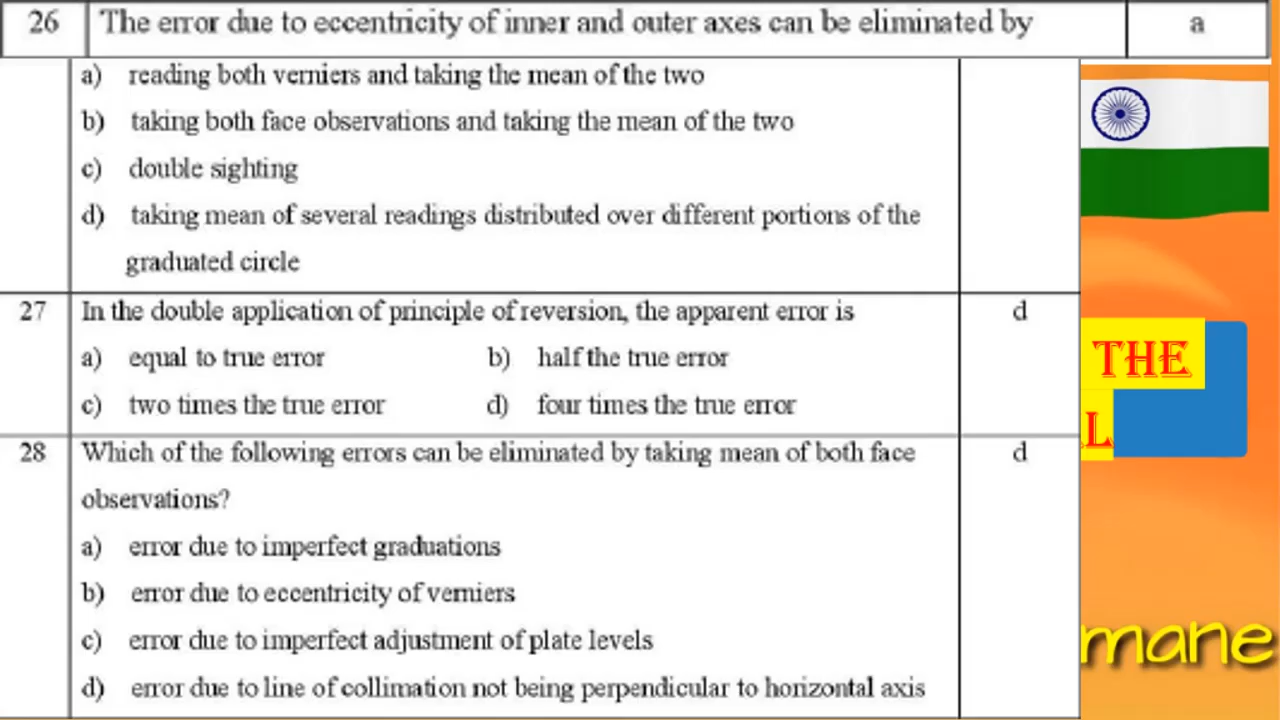 26 The error due to eccentricity of inner and outer axes can be eliminated by a
a) reading both verniers and taking the mean of the two
b) taking both face observations and taking the mean of the two
c) double sighting
d) taking mean of several readings distributed over different portions of the
graduated circle
27 In the double application of principle of reversion, the apparent error is d
a) equal to true error b) half the true error
c) two times the true error d) four times the true error
28 Which of the following errors can be eliminated by taking mean of both face d
observations?
a) error due to imperfect graduations
b) error due to eccentricity of verniers
c) error due to imperfect adjustment of plate levels
d) error due to line of collimation not being perpendicular to horizontal axis
THE
L
mane